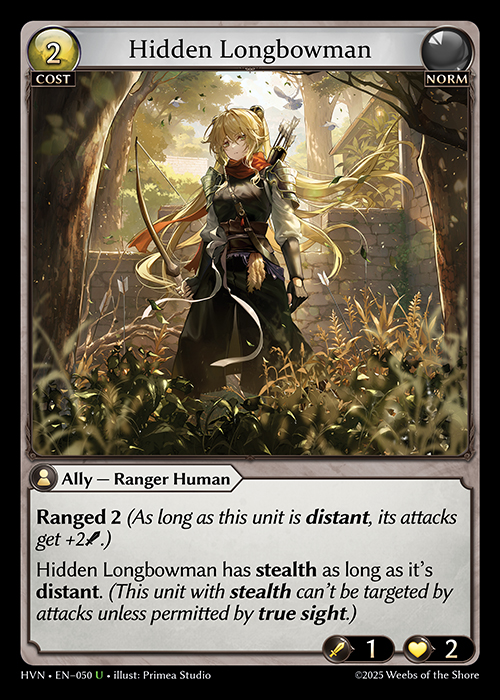 2
Hidden Longbowman
COST
NORM
Ally — Ranger Human
Ranged 2 (As long as this unit is distant, its attacks
get +2.)
Hidden Longbowman has stealth as long as it's
distant. (This unit with stealth can't be targeted by
attacks unless permitted by true sight.)
1
2
HVN • EN–050 U • illust: Primea Studio
©2025 Weebs of the Shore